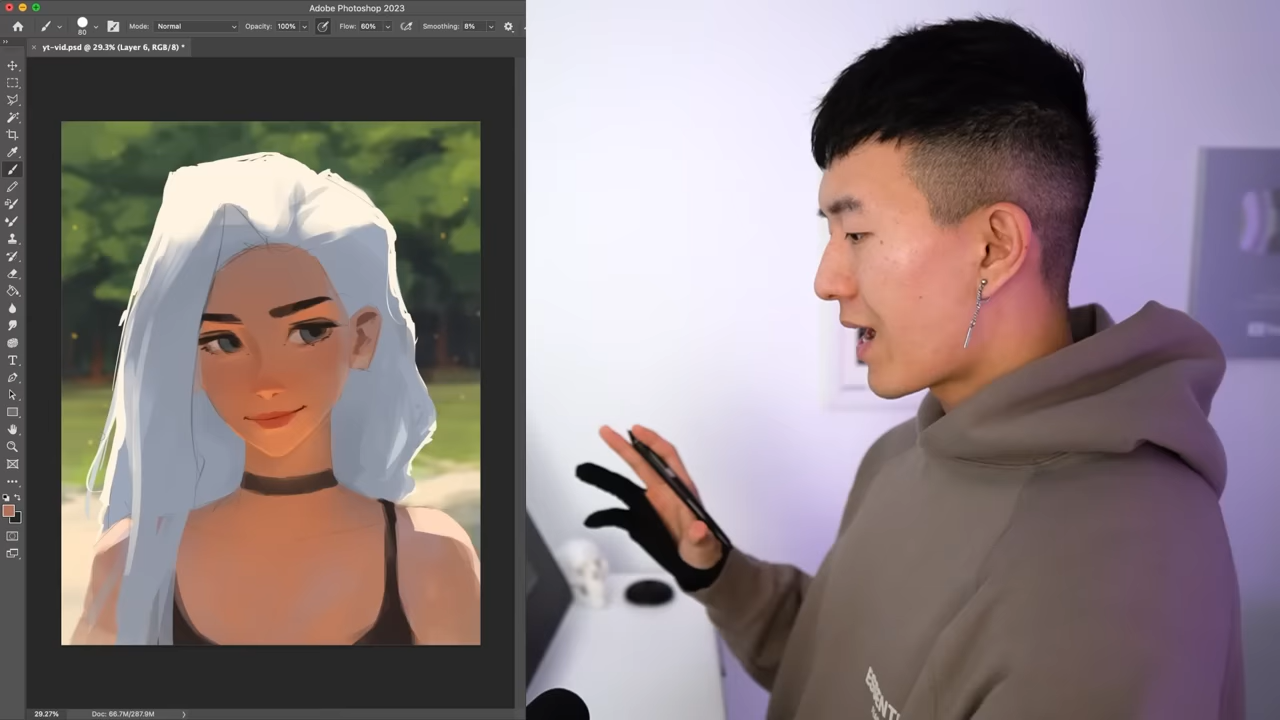 Adobe Photoshop 2023
80
Mode: Normal
Opacity: 100%
Flow: 60%
Smoothing: 8%
× yt-vid.psd @ 29.3% (Layer 6, RGB/8) *
29.27%
Doc: 66.7M/287.9M